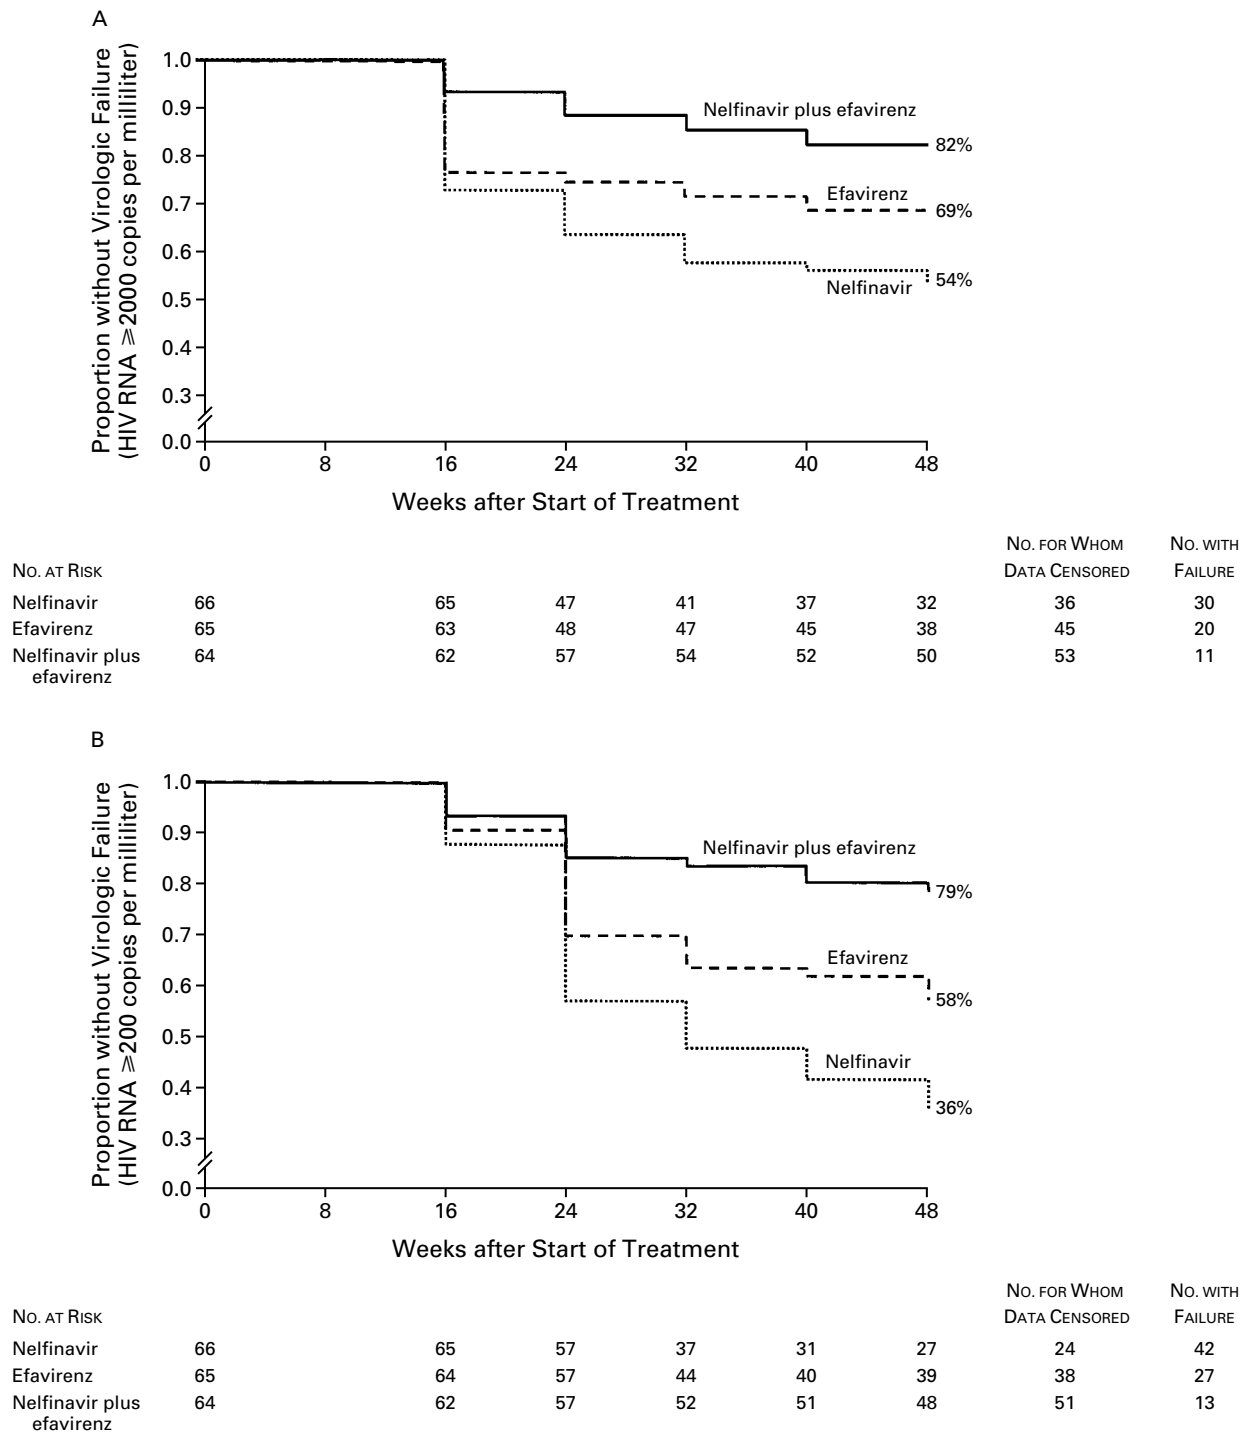 A
Proportion without Virologic Failure
(HIV RNA ⩾2000 copies per milliliter)
1.0
0.9
0.8
0.7
0.6
0.5
0.4
0.3
0.0
Nelfinavir plus efavirenz
82%
Efavirenz
69%
54%
Nelfinavir
0 8 16 24 32 40 48
Weeks after Start of Treatment
No. for Whom No. with
No. at Risk Data Censored Failure
Nelfinavir 66 65 47 41 37 32 36 30
Efavirenz 65 63 48 47 45 38 45 20
Nelfinavir plus 64 62 57 54 52 50 53 11
efavirenz
B
Proportion without Virologic Failure
(HIV RNA ⩾200 copies per milliliter)
1.0
0.9
0.8
0.7
0.6
0.5
0.4
0.3
0.0
Nelfinavir plus efavirenz
79%
Efavirenz
58%
Nelfinavir
36%
0 8 16 24 32 40 48
Weeks after Start of Treatment
No. for Whom No. with
No. at Risk Data Censored Failure
Nelfinavir 66 65 57 37 31 27 24 42
Efavirenz 65 64 57 44 40 39 38 27
Nelfinavir plus 64 62 57 52 51 48 51 13
efavirenz